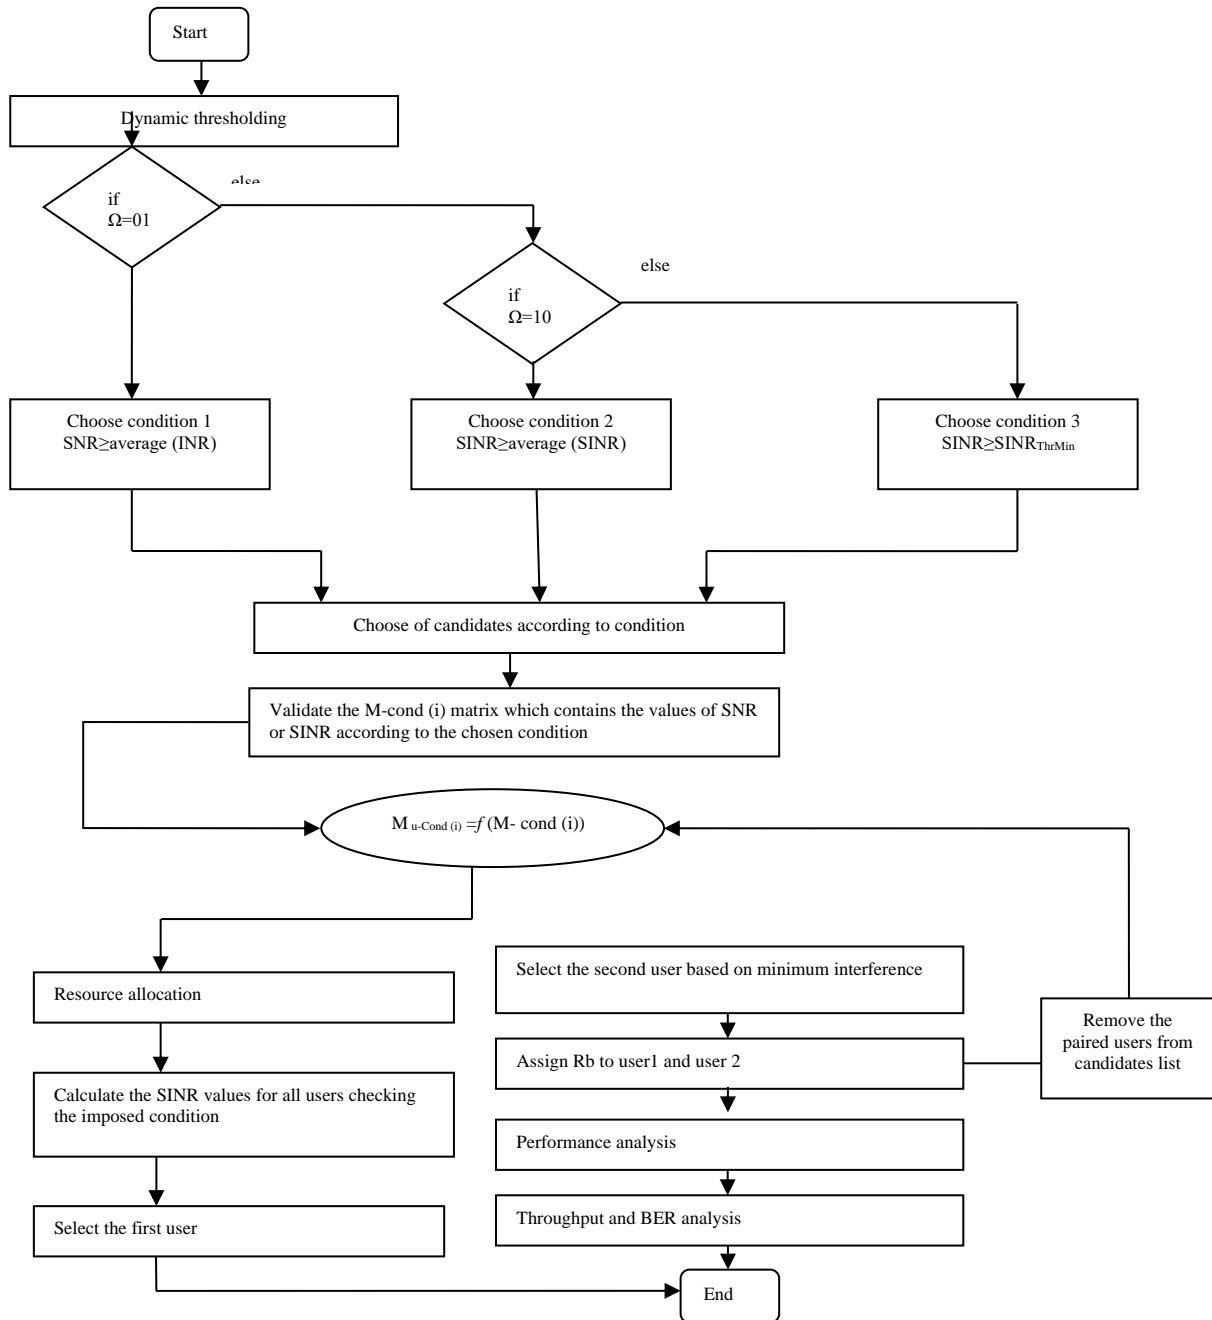 Start
Dynamic thresholding
else
if
Ω=01
else
if
Ω=10
Choose condition 1
SNR≥average (INR)
Choose condition 2
SINR≥average (SINR)
Choose condition 3
SINR≥SINRThrMin
Choose of candidates according to condition
Validate the M-cond (i) matrix which contains the values of SNR
or SINR according to the chosen condition
M u-Cond (i) =f (M- cond (i))
Resource allocation
Calculate the SINR values for all users checking
the imposed condition
Select the first user
Select the second user based on minimum interference
Assign Rb to user1 and user 2
Remove the
paired users from
candidates list
Performance analysis
Throughput and BER analysis
End